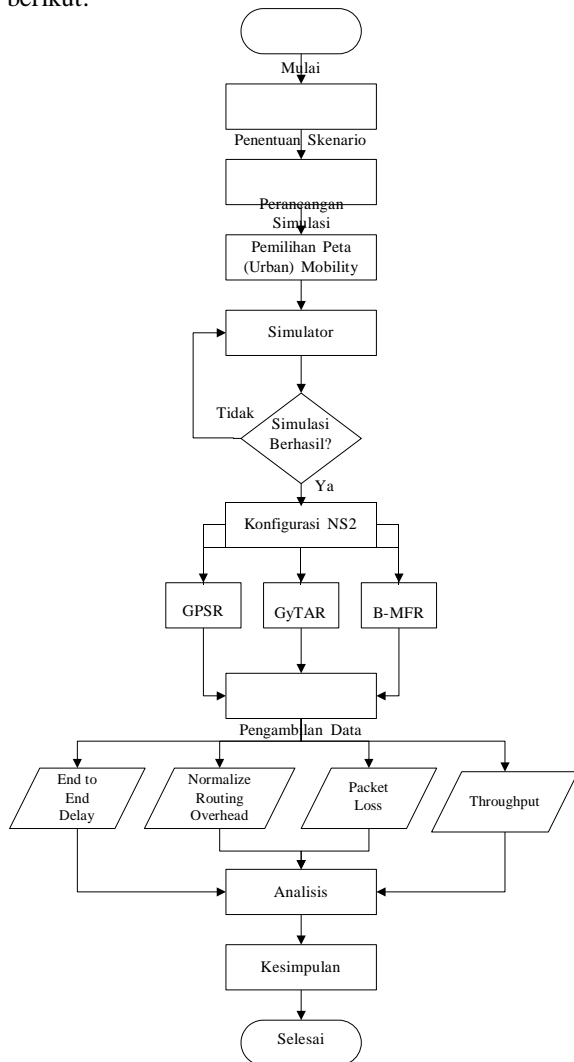 berikut:
Mulai
Penentuan Skenario
Perancangan
Simulasi
Pemilihan Peta
(Urban) Mobility
Simulator
Tidak
Simulasi
Berhasil?
Ya
Konfigurasi NS2
GPSR
GyTAR
B-MFR
Pengambilan Data
End to
End
Delay
Normalize
Routing
Overhead
Packet
Loss
Throughput
Analisis
Kesimpulan
Selesai